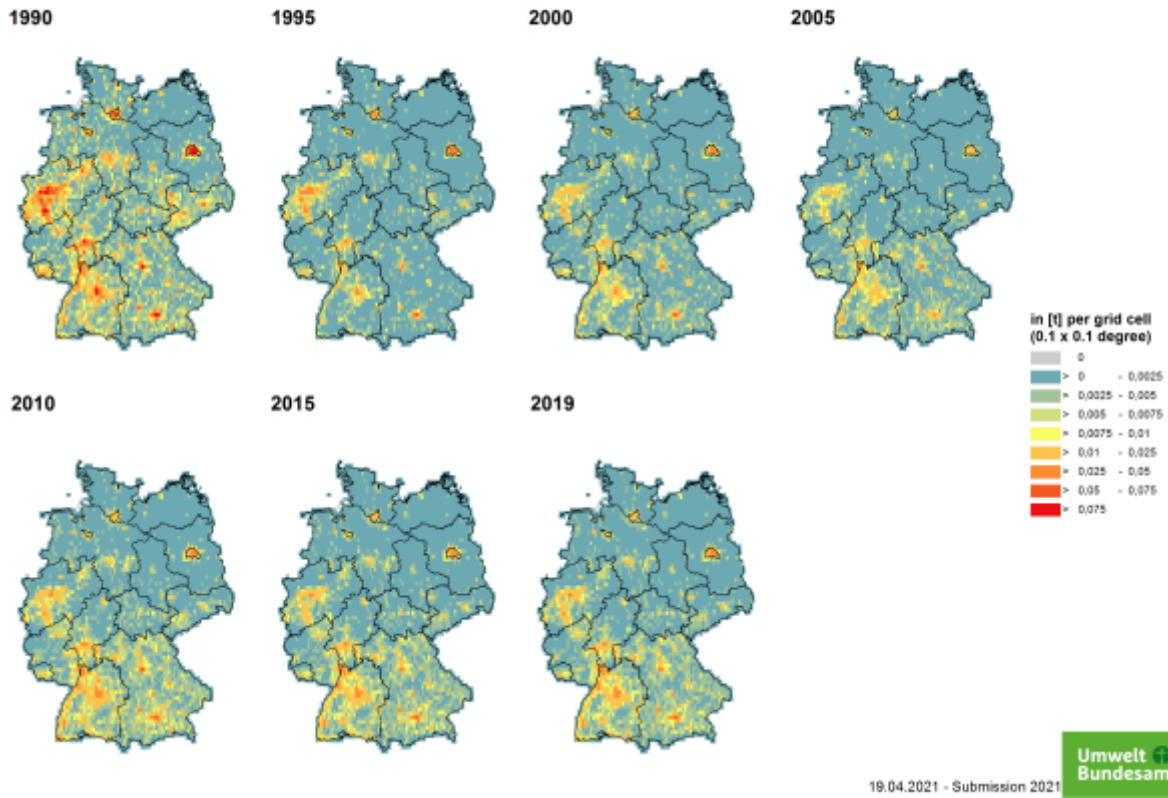 1990
1995
2000
2005
in [t] per grid cell
(0.1 x 0.1 degree)
0
> 0 - 0,0025
> 0,0025 - 0,005
> 0,005 - 0,0075
> 0,0075 - 0,01
> 0,01 - 0,025
> 0,025 - 0,05
> 0,05 - 0,075
> 0,075
2010
2015
2019
19.04.2021 - Submission 2021
Umwelt
Bundesam